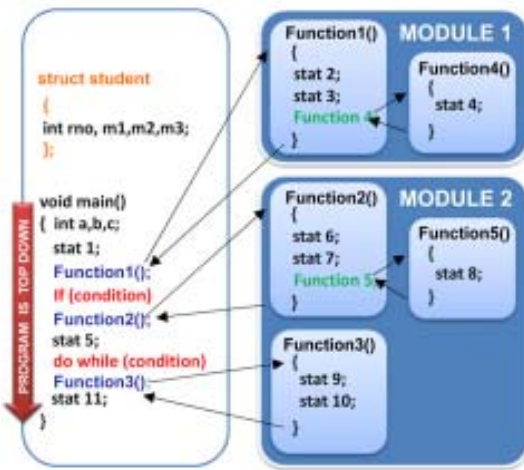 struct student
{
int rno, m1,m2,m3;
};
void main()
{ int a,b,c;
stat 1;
Function1();
If (condition)
Function2();
stat 5;
do while (condition)
Function3();
stat 11;
}
PROGRAM IS TOP DOWN
MODULE 1
Function1()
{
stat 2;
stat 3;
Function 4
}
Function4()
{
stat 4;
}
MODULE 2
Function2()
{
stat 6;
stat 7;
Function 5
}
Function5()
{
stat 8;
}
Function3()
{
stat 9;
stat 10;
}